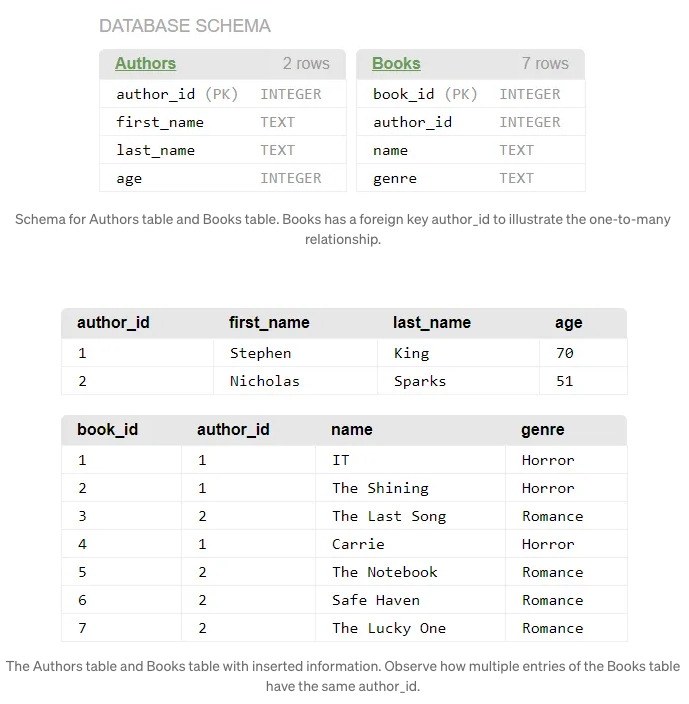 DATABASE SCHEMA
Authors 2 rows
author_id (PK) INTEGER
first_name TEXT
last_name TEXT
age INTEGER
Books 7 rows
book_id (PK) INTEGER
author_id INTEGER
name TEXT
genre TEXT
Schema for Authors table and Books table. Books has a foreign key author_id to illustrate the one-to-many
relationship.
author_id first_name last_name age
1 Stephen King 70
2 Nicholas Sparks 51
book_id author_id name genre
1 1 IT Horror
2 1 The Shining Horror
3 2 The Last Song Romance
4 1 Carrie Horror
5 2 The Notebook Romance
6 2 Safe Haven Romance
7 2 The Lucky One Romance
The Authors table and Books table with inserted information. Observe how multiple entries of the Books table
have the same author_id.